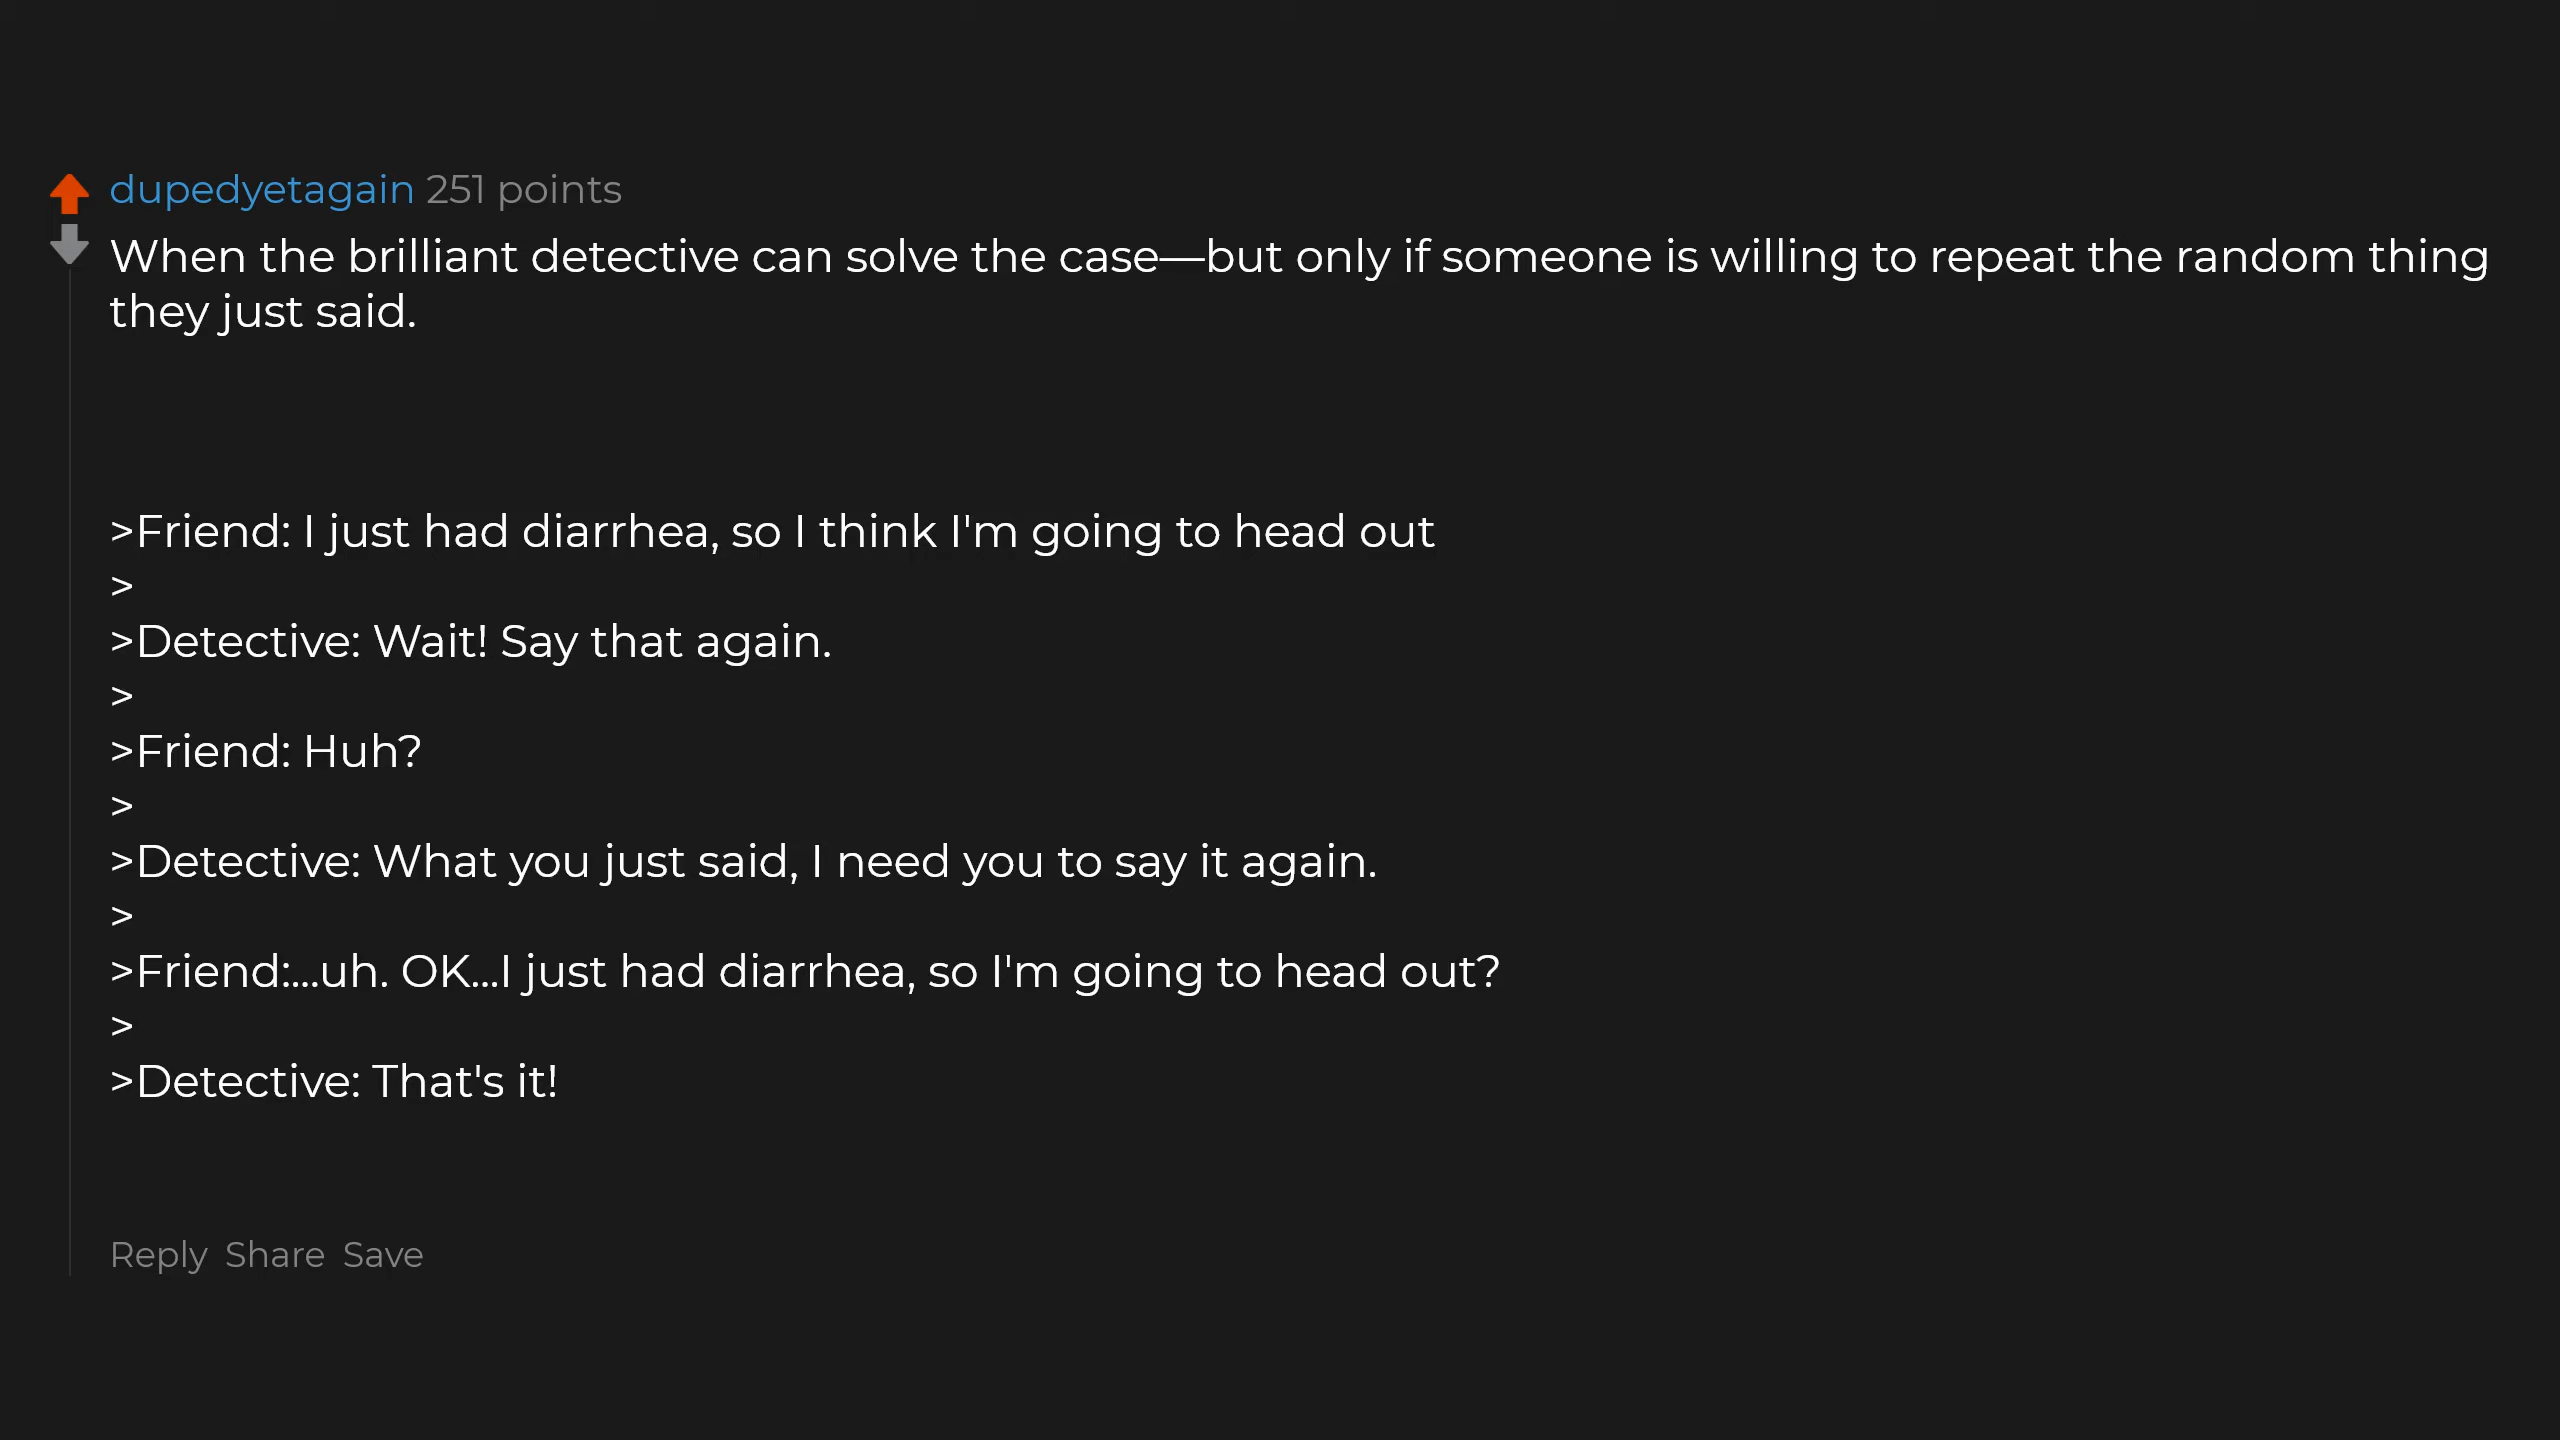 dupedyetagain 251 points
When the brilliant detective can solve the case—but only if someone is willing to repeat the random thing
they just said.
>Friend: I just had diarrhea, so I think I'm going to head out
>
>Detective: Wait! Say that again.
>
>Friend: Huh?
>
>Detective: What you just said, I need you to say it again.
>
>Friend:...uh. OK...I just had diarrhea, so I'm going to head out?
>
>Detective: That's it!
Reply Share Save